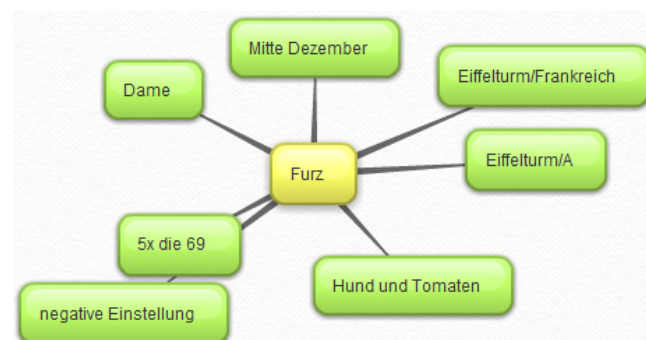 Mitte Dezember
Eiffelturm/Frankreich
Dame
Eiffelturm/A
Furz
5x die 69
Hund und Tomaten
negative Einstellung